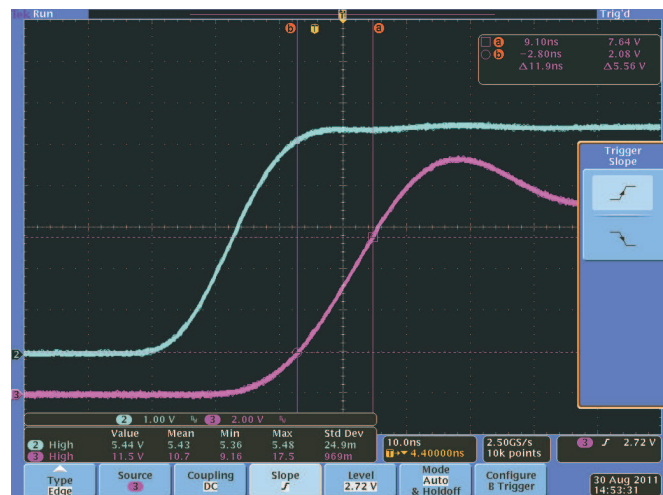 Run
Trig'd
b
T
T
a
a 9.10ns 7.64 V
b −2.80ns 2.08 V
Δ11.9ns Δ5.56 V
Trigger
Slope
2
3
2 1.00 V 3 2.00 V
Value Mean Min Max Std Dev
2 High 5.44 V 5.43 5.36 5.48 24.9m
3 High 11.5 V 10.7 9.16 17.5 969m
10.0ns
T→▼ 4.40000ns
2.50GS/s
10k points
3 2.72 V
Type
Edge
Source
3
Coupling
DC
Slope
Level
2.72 V
Mode
Auto
& Holdoff
Configure
B Trigger
30 Aug 2011
14:53:31